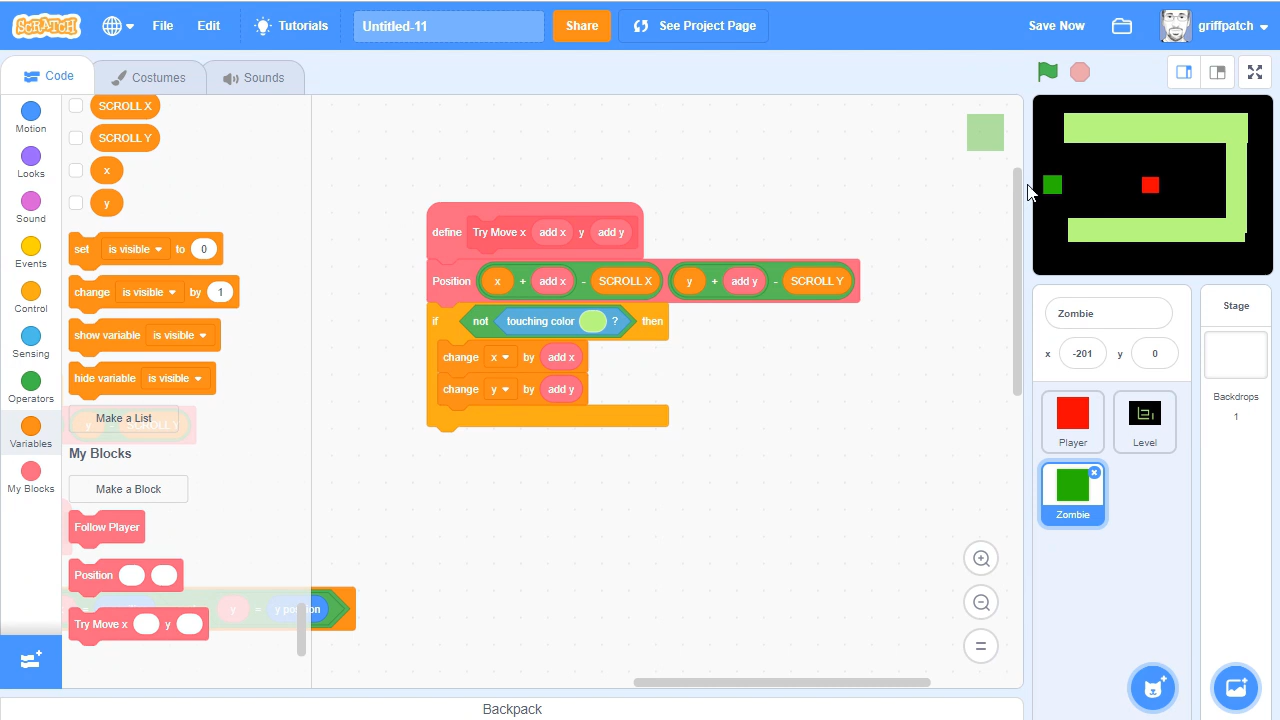 SCRATCH File Edit Tutorials Untitled-11 Share See Project Page Save Now griffpatch
Code Costumes Sounds
Motion
Looks
Sound
Events
Control
Sensing
Operators
Variables
My Blocks
SCROLL X
SCROLL Y
x
y
set is visible to 0
change is visible by 1
show variable is visible
hide variable is visible
Make a List
My Blocks
Make a Block
Follow Player
Position
Try Move x y
= y = y position
define Try Move x add x y add y
Position x + add x - SCROLL X y + add y - SCROLL Y
if not touching color ? then
change x by add x
change y by add y
Zombie
x -201 y 0
Player
Level
Zombie
Stage
Backdrops
1
Backpack